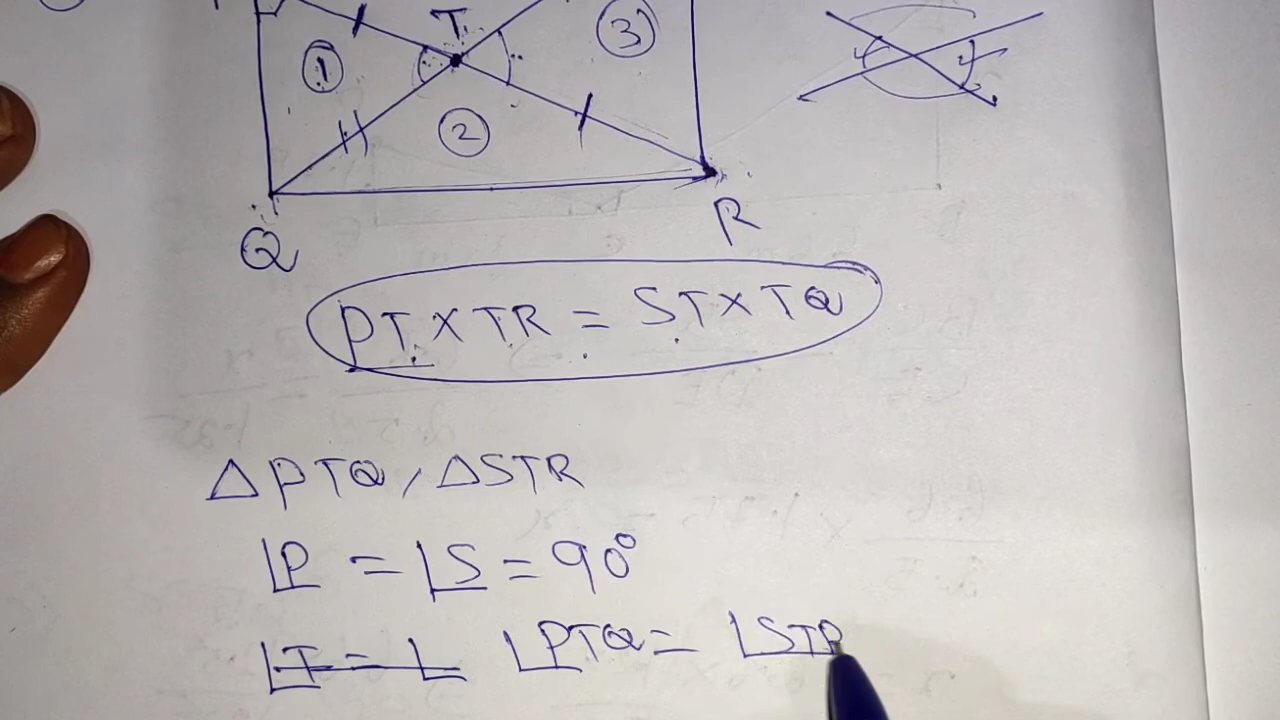 T
1
3
2
Q
R
PT × TR = ST × TQ
△PTQ, △STR
∠P = ∠S = 90°
∠PTQ = ∠STR